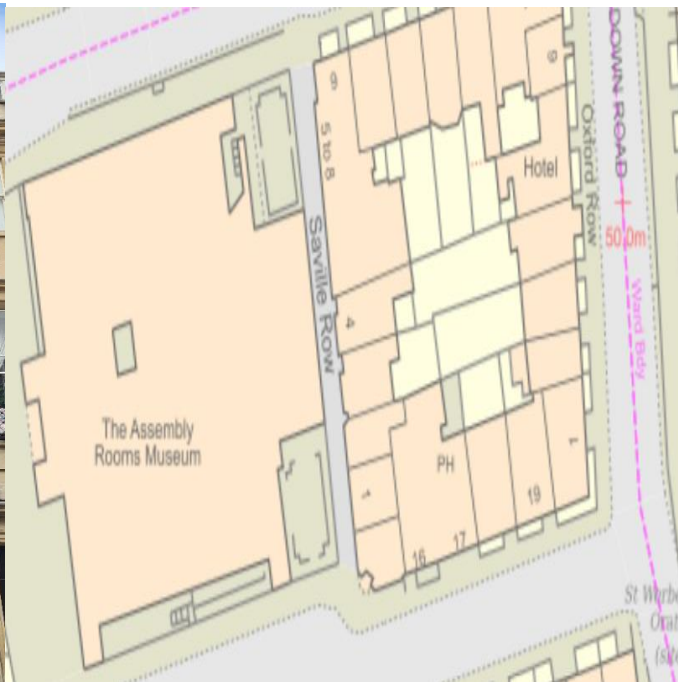 9
5 to 8
Saville Row
4
1
The Assembly
Rooms Museum
PH
16
17
19
1
Hotel
9
Oxford Row
DOWN ROAD
50.0m
Ward Bdy